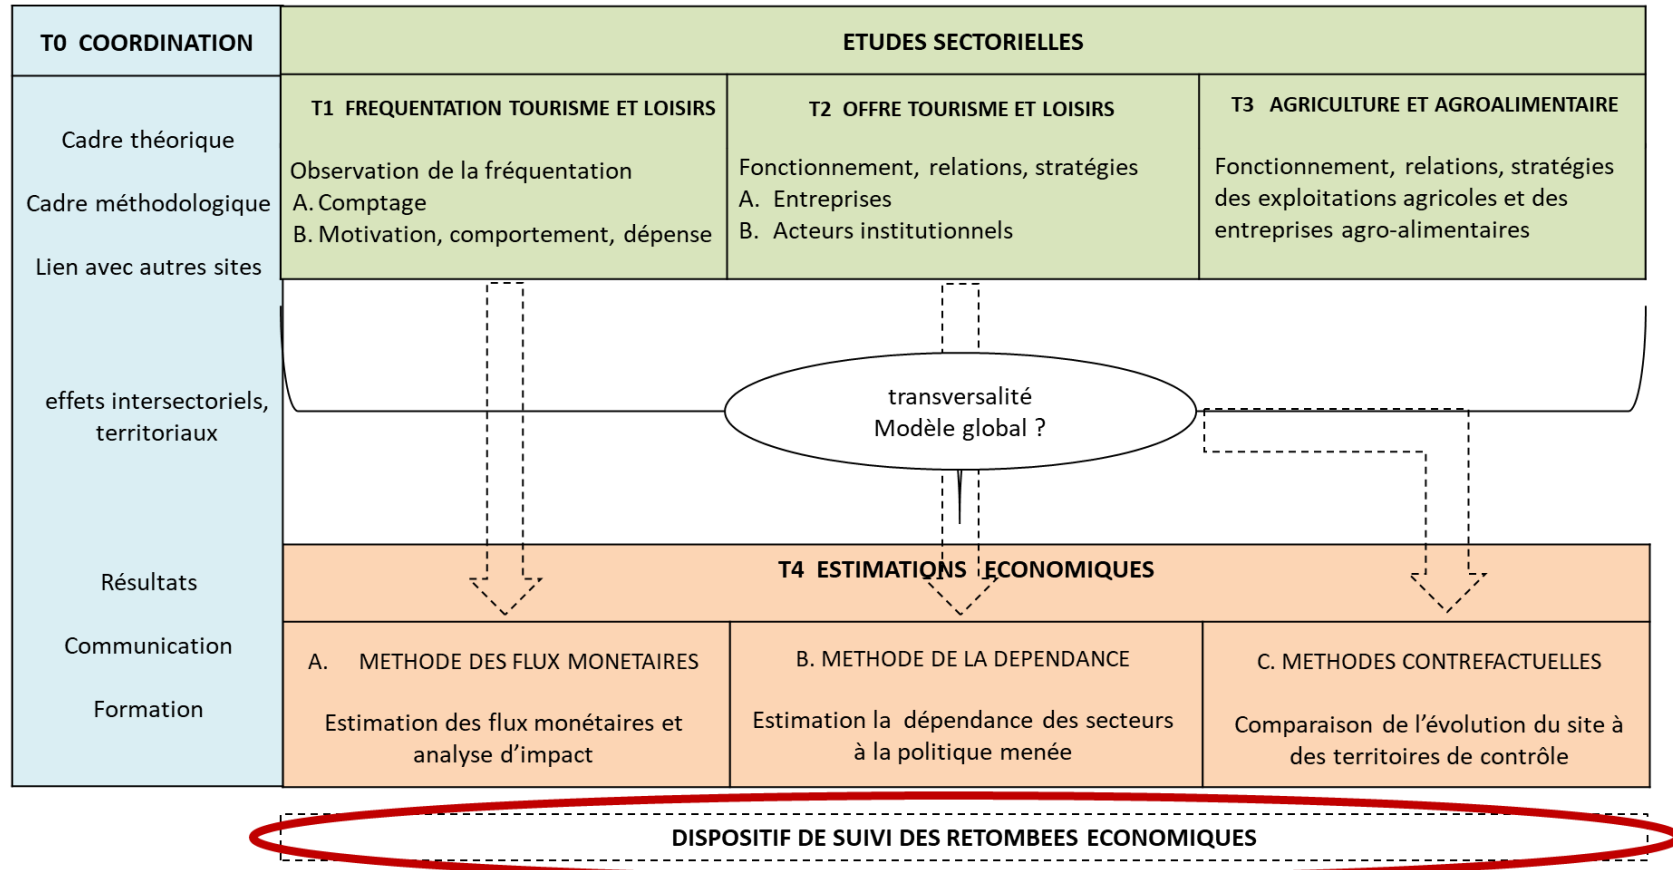 T0 COORDINATION
Cadre théorique
Cadre méthodologique
Lien avec autres sites
effets intersectoriels,
territoriaux
Résultats
Communication
Formation
ETUDES SECTORIELLES
T1 FREQUENTATION TOURISME ET LOISIRS
Observation de la fréquentation
A. Comptage
B. Motivation, comportement, dépense
T2 OFFRE TOURISME ET LOISIRS
Fonctionnement, relations, stratégies
A. Entreprises
B. Acteurs institutionnels
T3 AGRICULTURE ET AGROALIMENTAIRE
Fonctionnement, relations, stratégies
des exploitations agricoles et des
entreprises agro-alimentaires
transversalité
Modèle global ?
T4 ESTIMATIONS ECONOMIQUES
A. METHODE DES FLUX MONETAIRES
Estimation des flux monétaires et
analyse d'impact
B. METHODE DE LA DEPENDANCE
Estimation la dépendance des secteurs
à la politique menée
C. METHODES CONTREFACTUELLES
Comparaison de l'évolution du site à
des territoires de contrôle
DISPOSITIF DE SUIVI DES RETOMBEES ECONOMIQUES